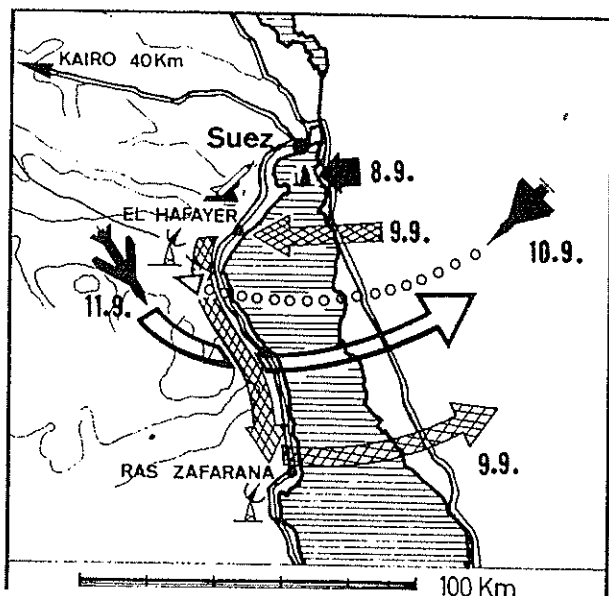 KAIRO 40Km
Suez
8.9.
EL HAFAYER
9.9.
10.9.
11.9.
RAS ZAFARANA
9.9.
100 Km